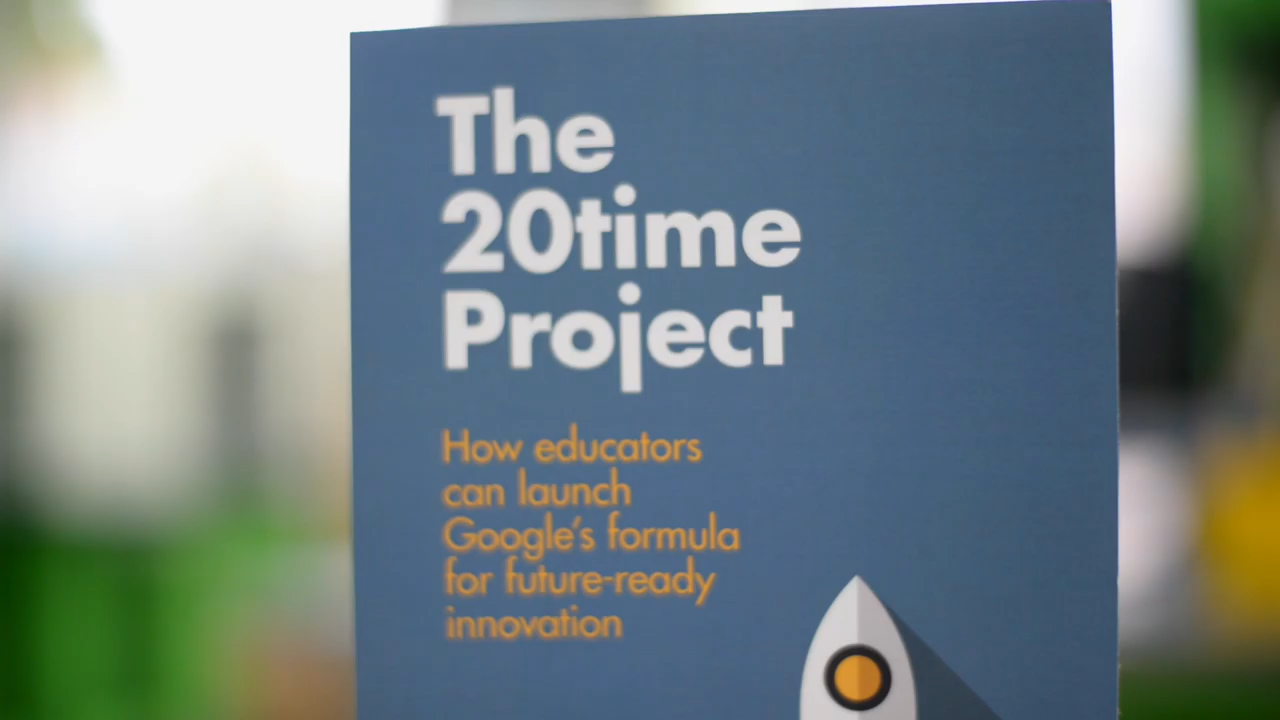 The
20time
Project
How educators
can launch
Google's formula
for future-ready
innovation